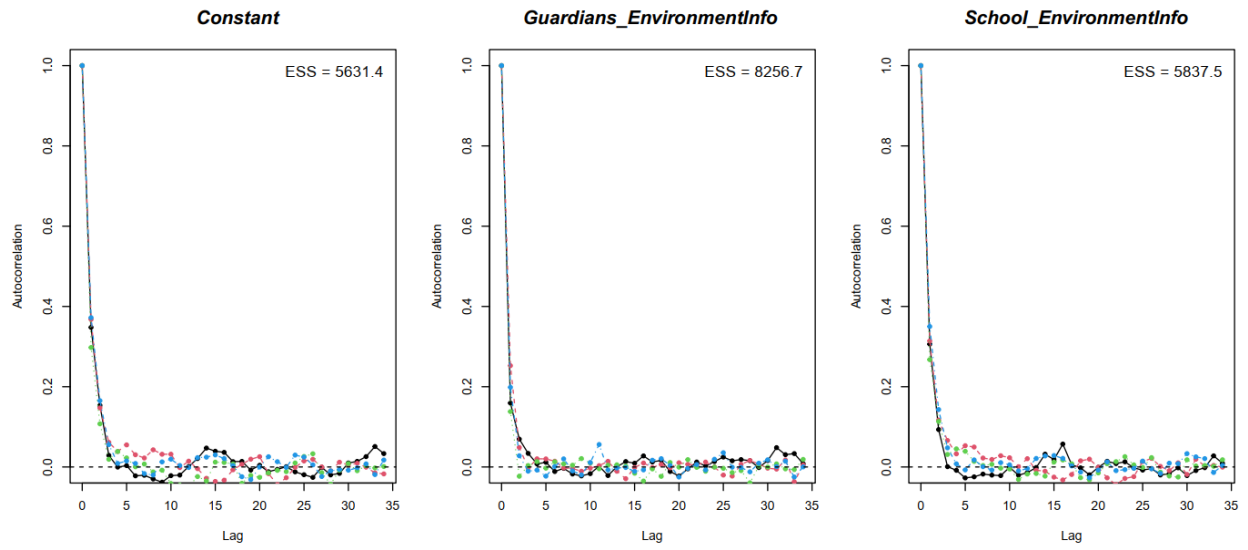 Constant
ESS = 5631.4
Autocorrelation
1.0
0.8
0.6
0.4
0.2
0.0
0 5 10 15 20 25 30 35
Lag
Guardians_EnvironmentInfo
ESS = 8256.7
Autocorrelation
1.0
0.8
0.6
0.4
0.2
0.0
0 5 10 15 20 25 30 35
Lag
School_EnvironmentInfo
ESS = 5837.5
Autocorrelation
1.0
0.8
0.6
0.4
0.2
0.0
0 5 10 15 20 25 30 35
Lag